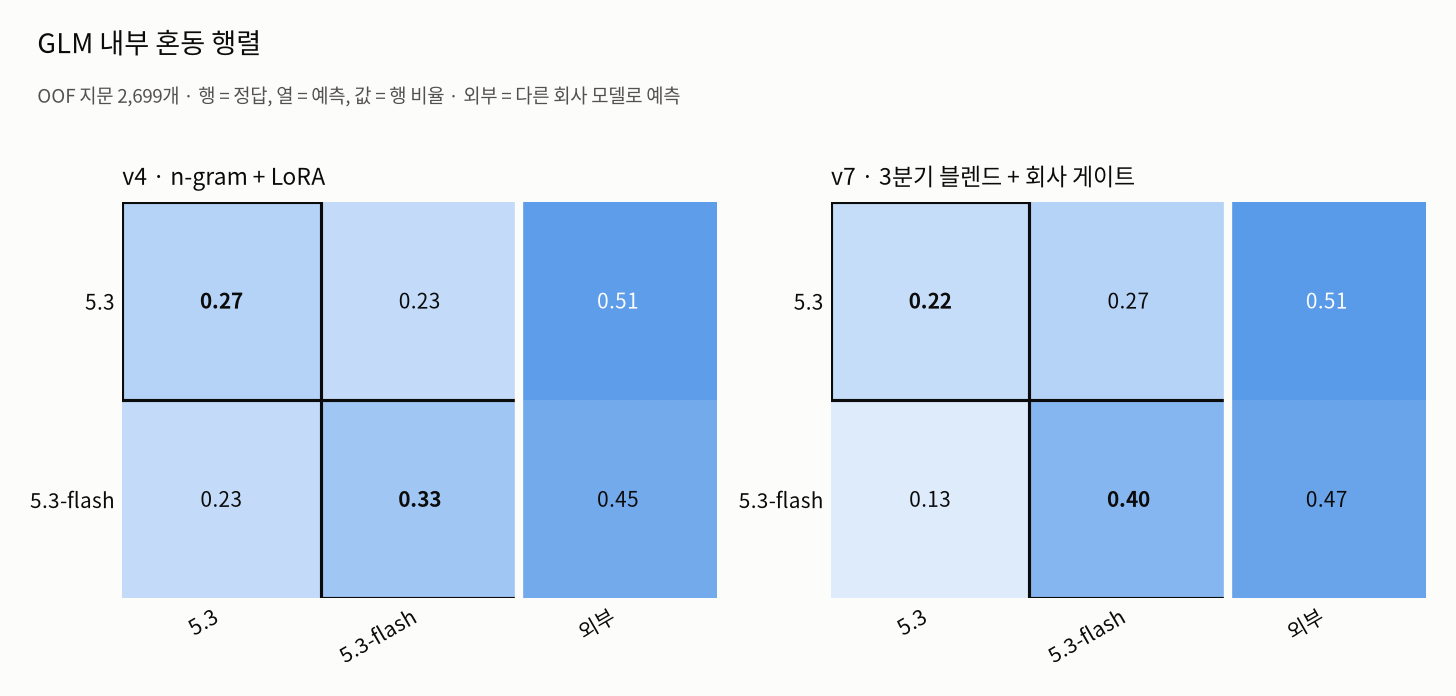 GLM 내부 혼동 행렬
OOF 지문 2,699개 · 행 = 정답, 열 = 예측, 값 = 행 비율 · 외부 = 다른 회사 모델로 예측
v4 · n-gram + LoRA
5.3 0.27 0.23 0.51
5.3-flash 0.23 0.33 0.45
5.3 5.3-flash 외부
v7 · 3분기 블렌드 + 회사 게이트
5.3 0.22 0.27 0.51
5.3-flash 0.13 0.40 0.47
5.3 5.3-flash 외부